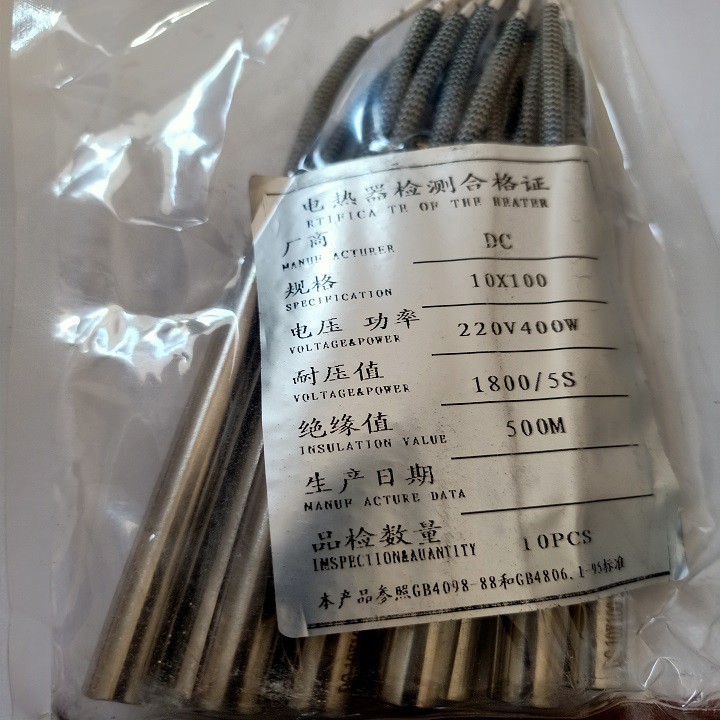 电热器检测合格证
RTIFICA TE OF THE HEATER
厂商 DC
MANUF ACTURER
规格 10X100
SPECIFICATION
电压 功率 220V400W
VOLTAGE&POWER
耐压值 1800/5S
VOLTAGE&POWER
绝缘值 500M
INSULATION VALUE
生产日期
MANUF ACTURE DATA
品检数量 10PCS
IMSPECTION&AUANTITY
本产品参照GB4098-88和GB4806.1-95标准